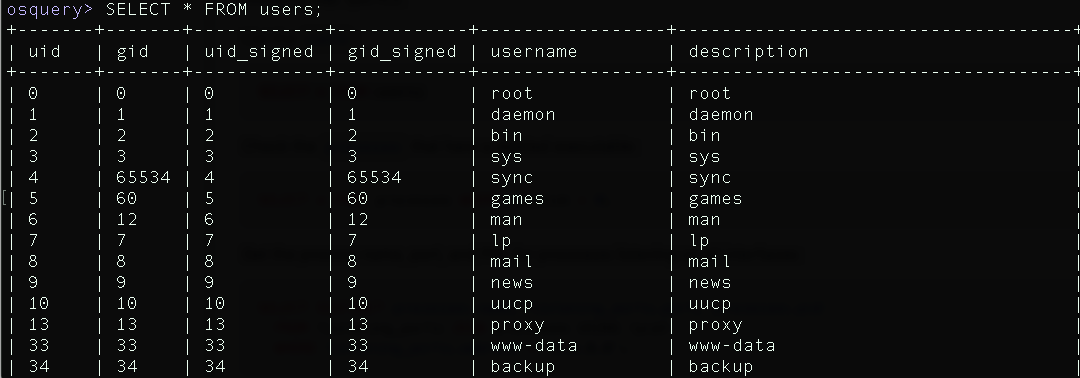 osquery> SELECT * FROM users;
+-------+-------+------------+------------+------------------+------------------------------------+
| uid | gid | uid_signed | gid_signed | username | description
+-------+-------+------------+------------+------------------+------------------------------------+
| 0 | 0 | 0 | 0 | root | root
| 1 | 1 | 1 | 1 | daemon | daemon
| 2 | 2 | 2 | 2 | bin | bin
| 3 | 3 | 3 | 3 | sys | sys
| 4 | 65534 | 4 | 65534 | sync | sync
[| 5 | 60 | 5 | 60 | games | games
| 6 | 12 | 6 | 12 | man | man
| 7 | 7 | 7 | 7 | lp | lp
| 8 | 8 | 8 | 8 | mail | mail
| 9 | 9 | 9 | 9 | news | news
| 10 | 10 | 10 | 10 | uucp | uucp
| 13 | 13 | 13 | 13 | proxy | proxy
| 33 | 33 | 33 | 33 | www-data | www-data
| 34 | 34 | 34 | 34 | backup | backup